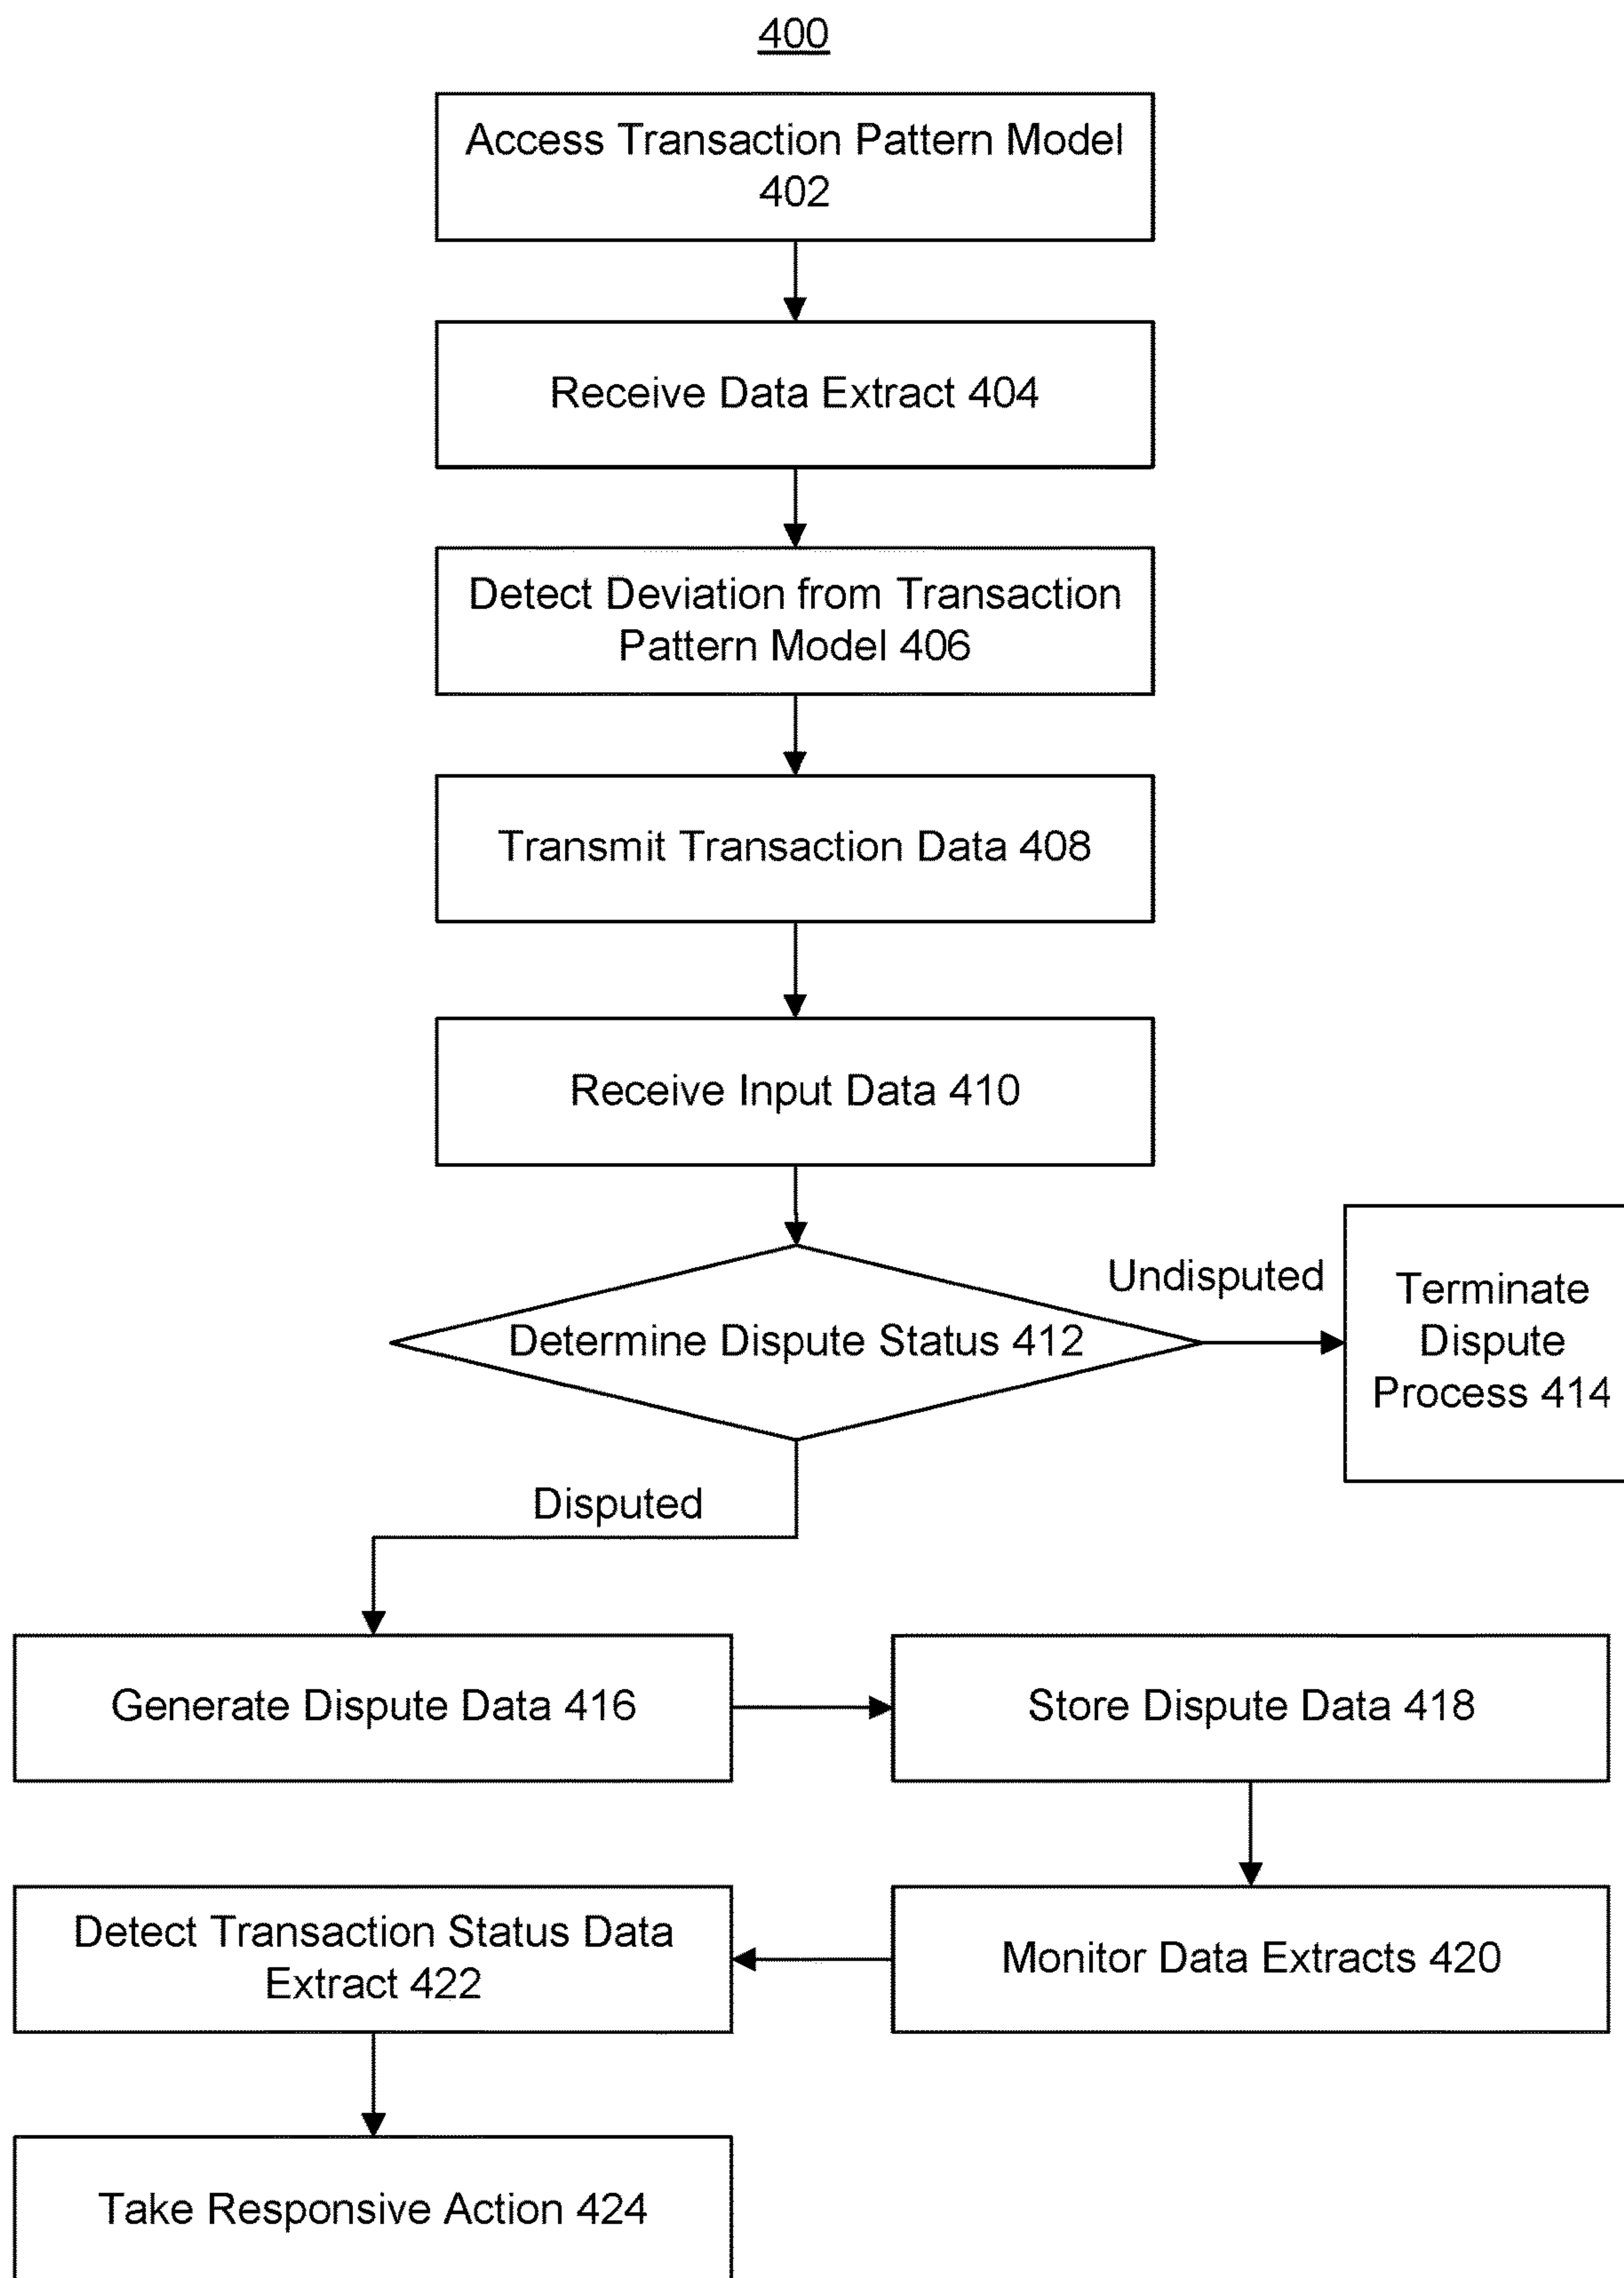 400
Access Transaction Pattern Model
402
Receive Data Extract 404
Detect Deviation from Transaction
Pattern Model 406
Transmit Transaction Data 408
Receive Input Data 410
Determine Dispute Status 412
Undisputed
Terminate
Dispute
Process 414
Disputed
Generate Dispute Data 416
Store Dispute Data 418
Monitor Data Extracts 420
Detect Transaction Status Data
Extract 422
Take Responsive Action 424